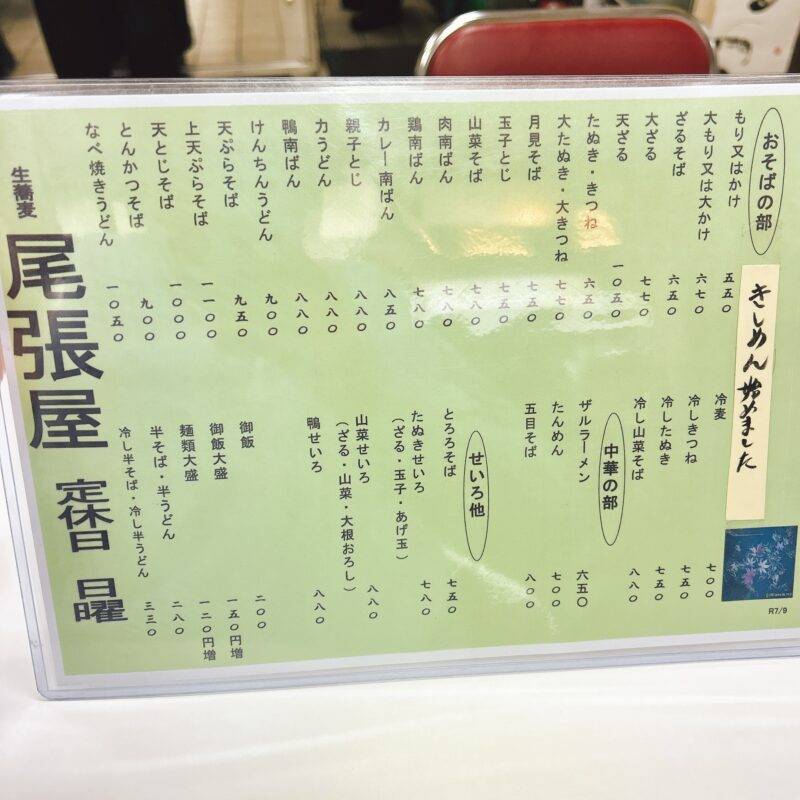 おそばの部
もり又はかけ 五五〇
大もり又は大かけ 六七〇
ざるそば 六五〇
大ざる 七七〇
天ざる 一〇五〇
たぬき・きつね 六五〇
大たぬき・大きつね 七七〇
月見そば 七五〇
玉子とじ 七五〇
山菜そば 七八〇
肉南ばん 七八〇
鶏南ばん 七八〇
カレー南ばん 八五〇
親子とじ 八八〇
力うどん 八八〇
鴨南ばん 八八〇
けんちんうどん 九〇〇
天ぷらそば 九五〇
上天ぷらそば 一一〇〇
天とじそば 一〇〇〇
とんかつそば 九〇〇
なべ焼きうどん 一〇五〇
きしめん始めました
冷麦 七〇〇
冷しきつね 七五〇
冷したぬき 七五〇
冷し山菜そば 八八〇
中華の部
ザルラーメン 六五〇
たんめん 七〇〇
五目そば 八〇〇
せいろ他
とろろそば 七五〇
たぬきせいろ 七八〇
（ざる・玉子・あげ玉）
山菜せいろ 八八〇
（ざる・山菜・大根おろし）
鴨せいろ 八八〇
御飯 二〇〇
御飯大盛 一五〇円増
麺類大盛 一二〇円増
半そば・半うどん 二八〇
冷し半そば・冷し半うどん 三三〇
生蕎麦 尾張屋 定休日 日曜
R7/9